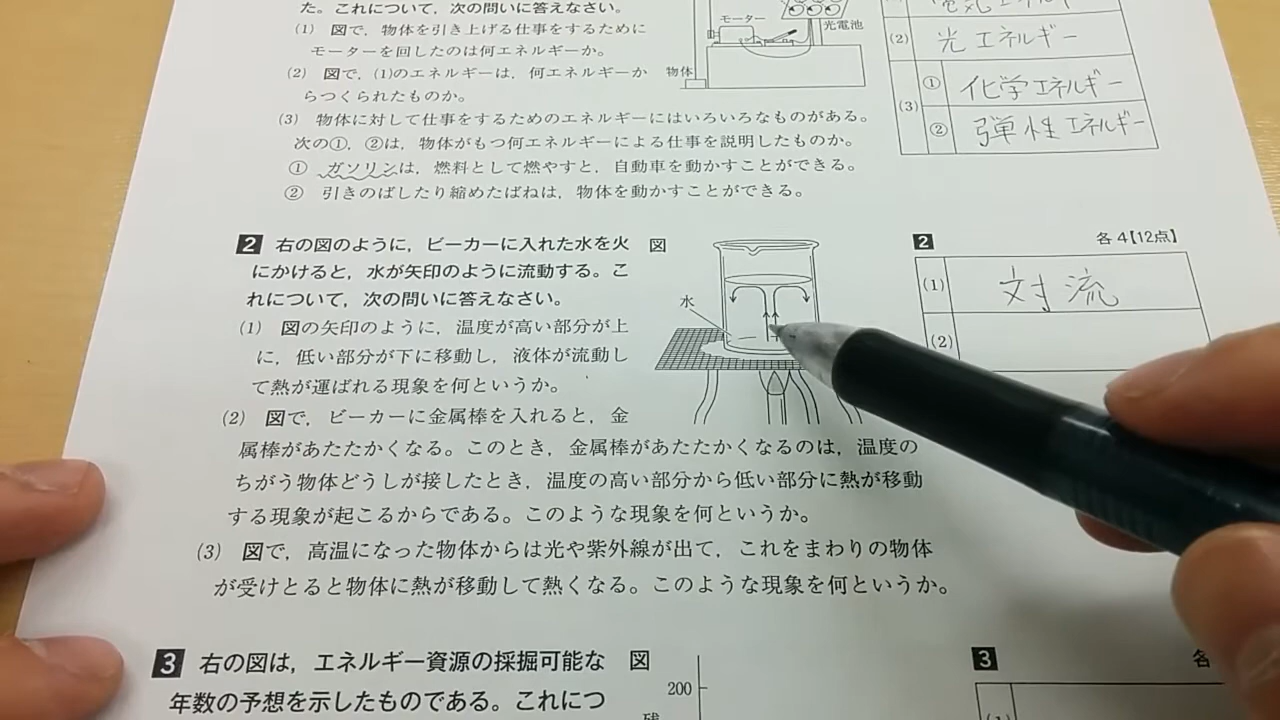 た。これについて，次の問いに答えなさい。
(1) 図で，物体を引き上げる仕事をするために
モーターを回したのは何エネルギーか。
(2) 図で，(1)のエネルギーは，何エネルギーか
らつくられたものか。
(3) 物体に対して仕事をするためのエネルギーにはいろいろなものがある。
次の①，②は，物体がもつ何エネルギーによる仕事を説明したものか。
① ガソリンは，燃料として燃やすと，自動車を動かすことができる。
② 引きのばしたり縮めたばねは，物体を動かすことができる。
モーター
光電池
物体
電気エネルギー
(2) 光エネルギー
(3) ① 化学エネルギー
② 弾性エネルギー
2 右の図のように，ビーカーに入れた水を火
にかけると，水が矢印のように流動する。こ
れについて，次の問いに答えなさい。
(1) 図の矢印のように，温度が高い部分が上
に，低い部分が下に移動し，液体が流動し
て熱が運ばれる現象を何というか。
(2) 図で，ビーカーに金属棒を入れると，金
属棒があたたかくなる。このとき，金属棒があたたかくなるのは，温度の
ちがう物体どうしが接したとき，温度の高い部分から低い部分に熱が移動
する現象が起こるからである。このような現象を何というか。
(3) 図で，高温になった物体からは光や紫外線が出て，これをまわりの物体
が受けとると物体に熱が移動して熱くなる。このような現象を何というか。
図
水
2 各4【12点】
(1) 対流
(2)
3 右の図は，エネルギー資源の採掘可能な
年数の予想を示したものである。これにつ
図
200
残
3 各
(1)